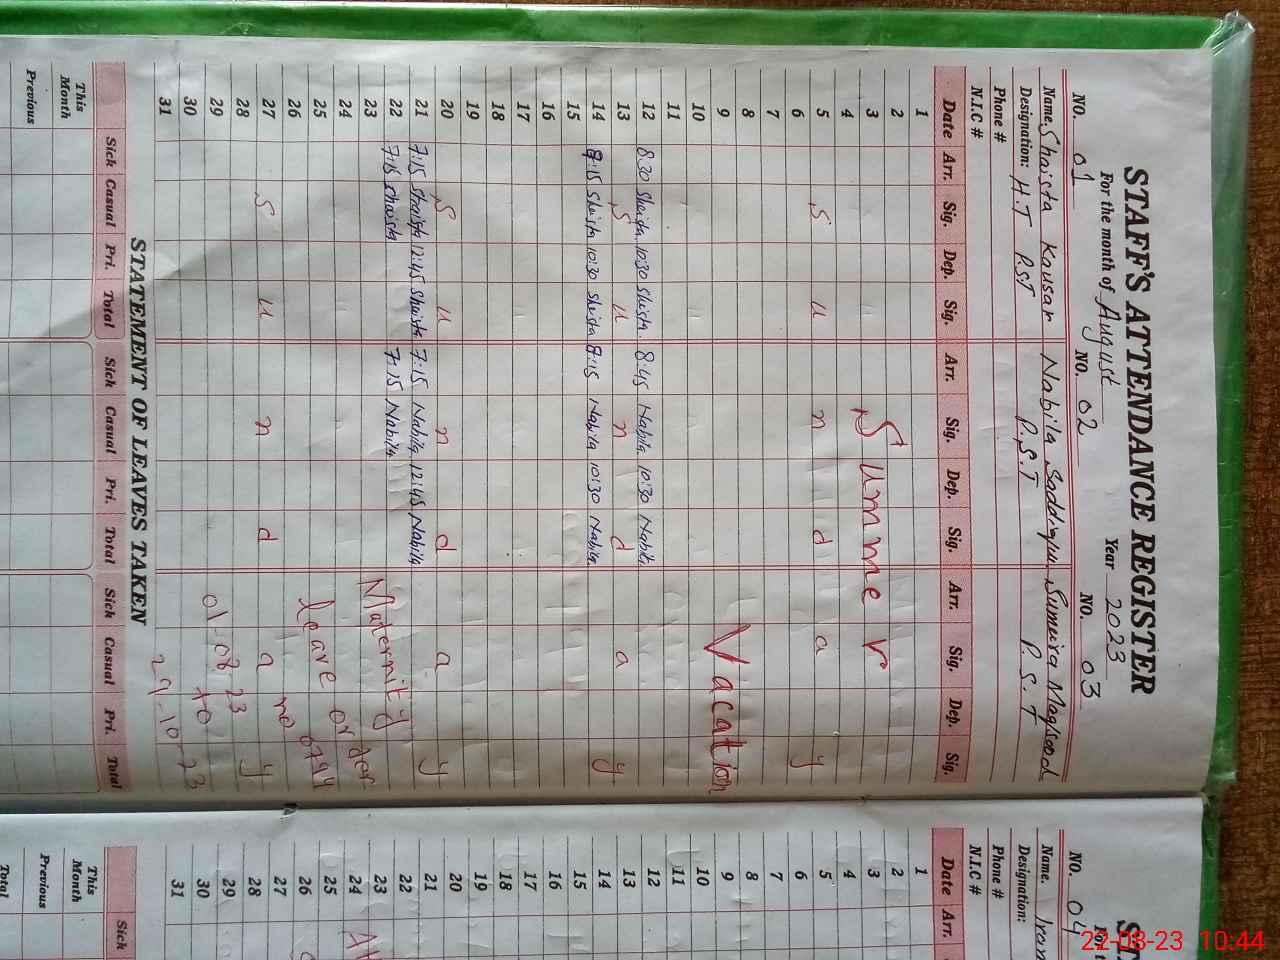 STAFF'S ATTENDANCE REGISTER
For the month of August Year 2023
NO. 01 NO. 02 NO. 03
Name. Shaista Kausar Nabila Saddique Sumeira Maqsood
Designation: H.T P.S.T P.S.T P.S.T
Phone #
N.I.C #
Date Arr. Sig. Dep. Sig. Arr. Sig. Dep. Sig. Arr. Sig. Dep. Sig.
1
2
3 Summer
4
5 S u n d a y
6
7
8
9 Vacation
10
11
12 8:30 Shaista 10:30 Shaista 8:45 Nabila 10:30 Nabila
13 S u n d a y
14 8:15 Shaista 10:30 Shaista 8:15 Nabila 10:30 Nabila
15
16
17
18
19
20 S u n d a y
21 7:15 Shaista 12:45 Shaista 7:15 Nabila 12:45 Nabila
22 7:15 Shaista 7:15 Nabila
23 Maternity
24
25 leave order
26 no 0794
27 S u n d a y
28
29 01-08-23
30 to
31 29-10-23
STATEMENT OF LEAVES TAKEN
Sick Casual Pri. Total Sick Casual Pri. Total Sick Casual Pri. Total
This Month
Previous
ST
For t
NO. 04
Name. Iram
Designation:
Phone #
N.I.C #
Date Arr.
1
2
3
4
5
6
7
8
9
10
11
12
13
14
15
16
17
18
19
20
21
22
23
24
25
26
27
28
29
30
31
Sick
This Month
Previous
Total
22-08-23 10:44